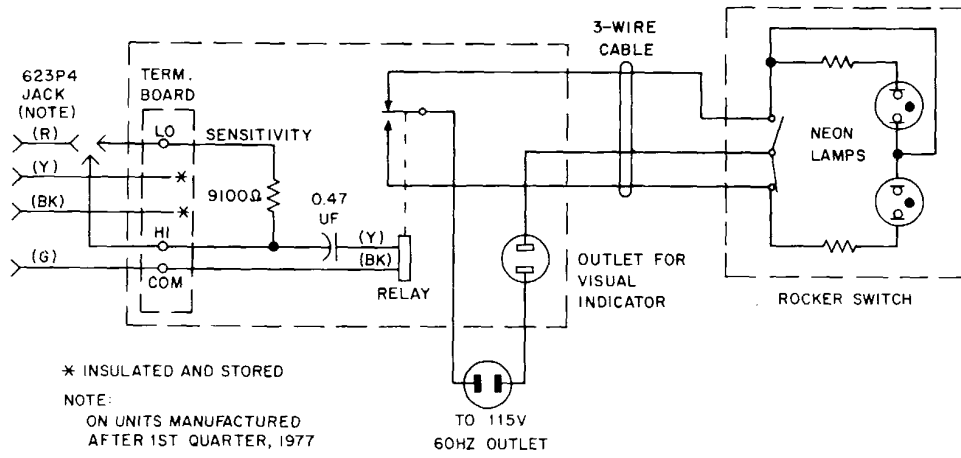 623P4
JACK
(NOTE)
(R)
(Y)
(BK)
(G)
TERM.
BOARD
LO
HI
COM
SENSITIVITY
9100Ω
0.47
UF
(Y)
(BK)
RELAY
3-WIRE
CABLE
OUTLET FOR
VISUAL
INDICATOR
NEON
LAMPS
ROCKER SWITCH
TO 115V
60HZ OUTLET
* INSULATED AND STORED
NOTE:
ON UNITS MANUFACTURED
AFTER 1ST QUARTER, 1977